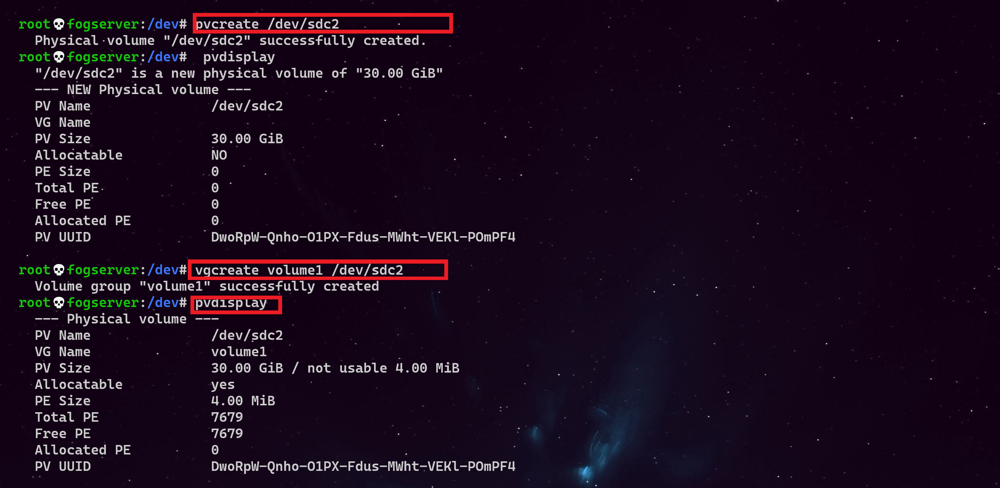 root💀fogserver:/dev# pvcreate /dev/sdc2
  Physical volume "/dev/sdc2" successfully created.
root💀fogserver:/dev#  pvdisplay
  "/dev/sdc2" is a new physical volume of "30.00 GiB"
  --- NEW Physical volume ---
  PV Name               /dev/sdc2
  VG Name
  PV Size               30.00 GiB
  Allocatable           NO
  PE Size               0
  Total PE              0
  Free PE               0
  Allocated PE          0
  PV UUID               DwoRpW-Qnho-O1PX-Fdus-MWht-VEKl-POmPF4

root💀fogserver:/dev# vgcreate volume1 /dev/sdc2
  Volume group "volume1" successfully created
root💀fogserver:/dev# pvdisplay
  --- Physical volume ---
  PV Name               /dev/sdc2
  VG Name               volume1
  PV Size               30.00 GiB / not usable 4.00 MiB
  Allocatable           yes
  PE Size               4.00 MiB
  Total PE              7679
  Free PE               7679
  Allocated PE          0
  PV UUID               DwoRpW-Qnho-O1PX-Fdus-MWht-VEKl-POmPF4